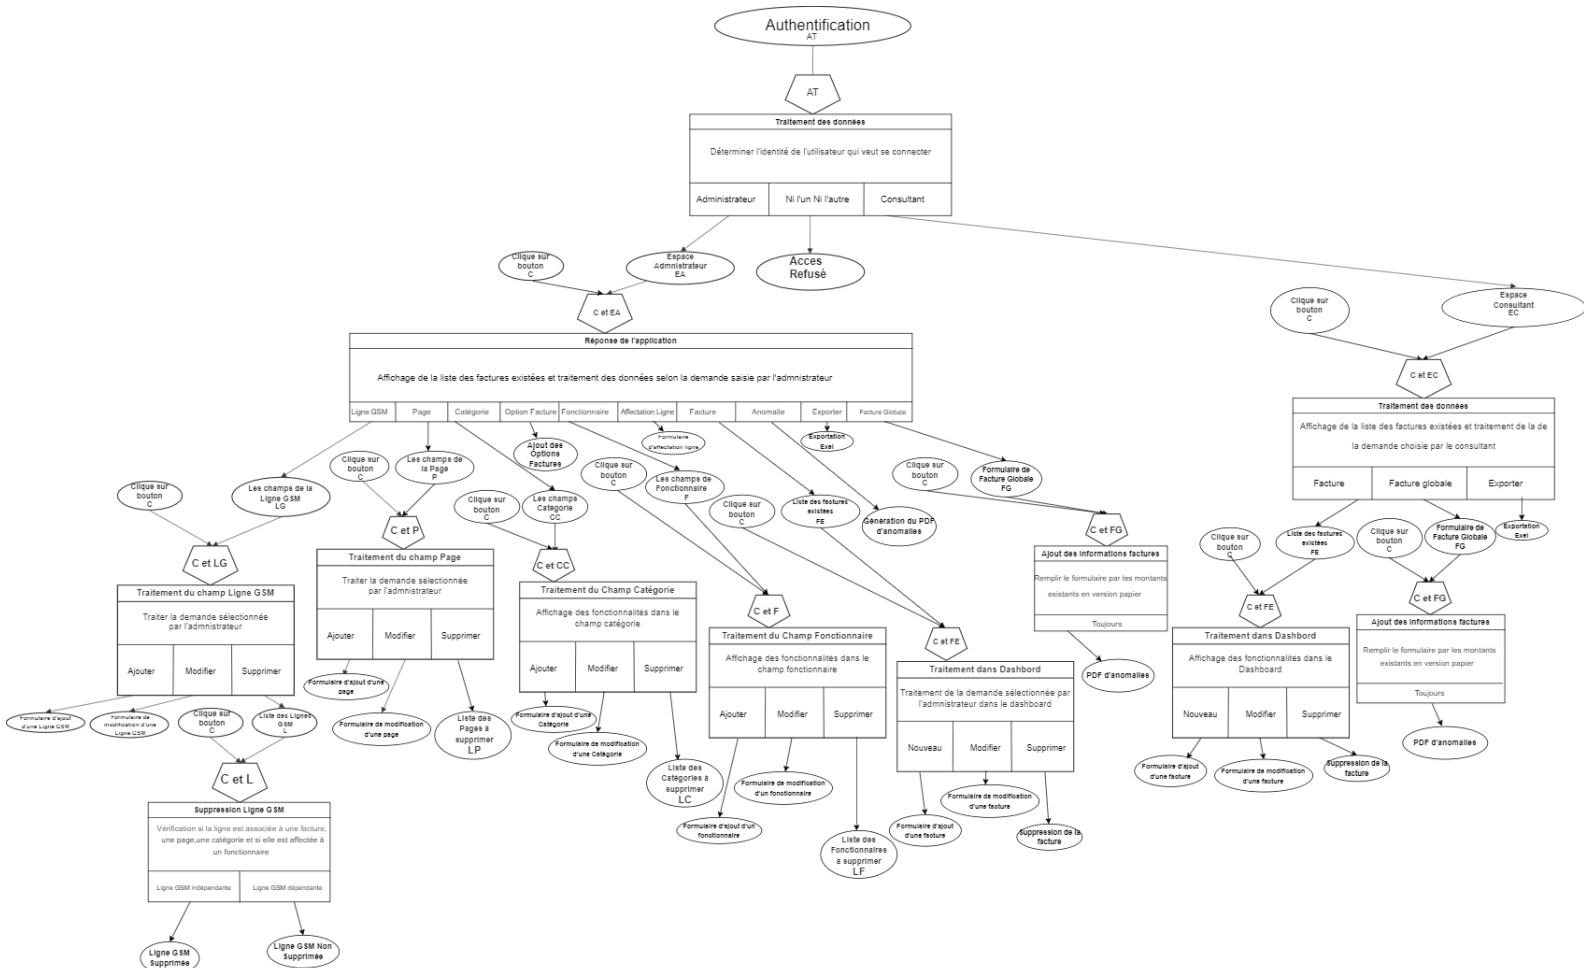 Authentification
AT
AT
Traitement des données
Déterminer l'identité de l'utilisateur qui veut se connecter
Administrateur
Ni l'un Ni l'autre
Consultant
Clique sur
bouton
C
Espace
Admnistrateur
EA
Acces
Refusé
Espace
Consultant
EC
Clique sur
bouton
C
C et EA
C et EC
Réponse de l'application
Affichage de la liste des factures existées et traitement des données selon la demande saisie par l'admnistrateur
Ligne GSM
Page
Catégorie
Option Facture
Fonctionnaire
Affectation Ligne
Facture
Anomalie
Exporter
Facture Globale
Traitement des données
Affichage de la liste des factures existées et traitement de la de
la demande choisie par le consultant
Facture
Facture globale
Exporter
Clique sur
bouton
C
Les champs de la
Ligne GSM
LG
Clique sur
bouton
C
Les champs de
la Page
P
Ajout des
Options
Factures
Formulaire
d'affectation ligne
Exportation
Exel
Clique sur
bouton
C
Les champs
Catégorie
CC
Clique sur
bouton
C
Les champs de
Fonctionnaire
F
Clique sur
bouton
C
Liste des factures
existées
FE
Génération du PDF
d'anomalies
Clique sur
bouton
C
Formulaire de
Facture Globale
FG
Clique sur
bouton
C
Liste des factures
existées
FE
Clique sur
bouton
C
Formulaire de
Facture Globale
FG
Exportation
Exel
C et LG
C et P
C et CC
C et F
C et FE
C et FG
C et FE
C et FG
Traitement du champ Ligne GSM
Traiter la demande sélectionnée
par l'admnistrateur
Ajouter
Modifier
Supprimer
Traitement du champ Page
Traiter la demande sélectionnée
par l'admnistrateur
Ajouter
Modifier
Supprimer
Traitement du Champ Catégorie
Affichage des fonctionnalités dans le
champ catégorie
Ajouter
Modifier
Supprimer
Traitement du Champ Fonctionnaire
Affichage des fonctionnalités dans le
champ fonctionnaire
Ajouter
Modifier
Supprimer
Traitement dans Dashbord
Traitement de la demande sélectionnée par
l'admnistrateur dans le dashboard
Nouveau
Modifier
Supprimer
Ajout des informations factures
Remplir le formulaire par les montants
existants en version papier
Toujours
PDF d'anomalies
Traitement dans Dashbord
Affichage des fonctionalités dans le
Dashboard
Nouveau
Modifier
Supprimer
Ajout des informations factures
Remplir le formulaire par les montants
existants en version papier
Toujours
PDF d'anomalies
Formulaire d'ajout
d'une Ligne GSM
Formulaire de
modification d'une
Ligne GSM
Clique sur
bouton
C
Liste des Lignes
GSM
L
Formulaire d'ajout d'une
page
Formulaire de modification
d'une page
Liste des
Pages à
supprimer
LP
Formulaire d'ajout d'une
Catégorie
Formulaire de modification
d'une Catégorie
Liste des
Catégories à
supprimer
LC
Formulaire d'ajout d'un
fonctionnaire
Formulaire de modification
d'un fonctionnaire
Liste des
Fonctionnaires
à supprimer
LF
Formulaire d'ajout
d'une facture
Formulaire de modification
d'une facture
Suppression de la
facture
Formulaire d'ajout
d'une facture
Formulaire de modification
d'une facture
Suppression de la
facture
C et L
Suppression Ligne GSM
Vérification si la ligne est associée à une facture,
une page,une catégorie et si elle est affectée à
un fonctionnaire
Ligne GSM indépendante
Ligne GSM dépendante
Ligne GSM
Supprimée
Ligne GSM Non
Supprimée